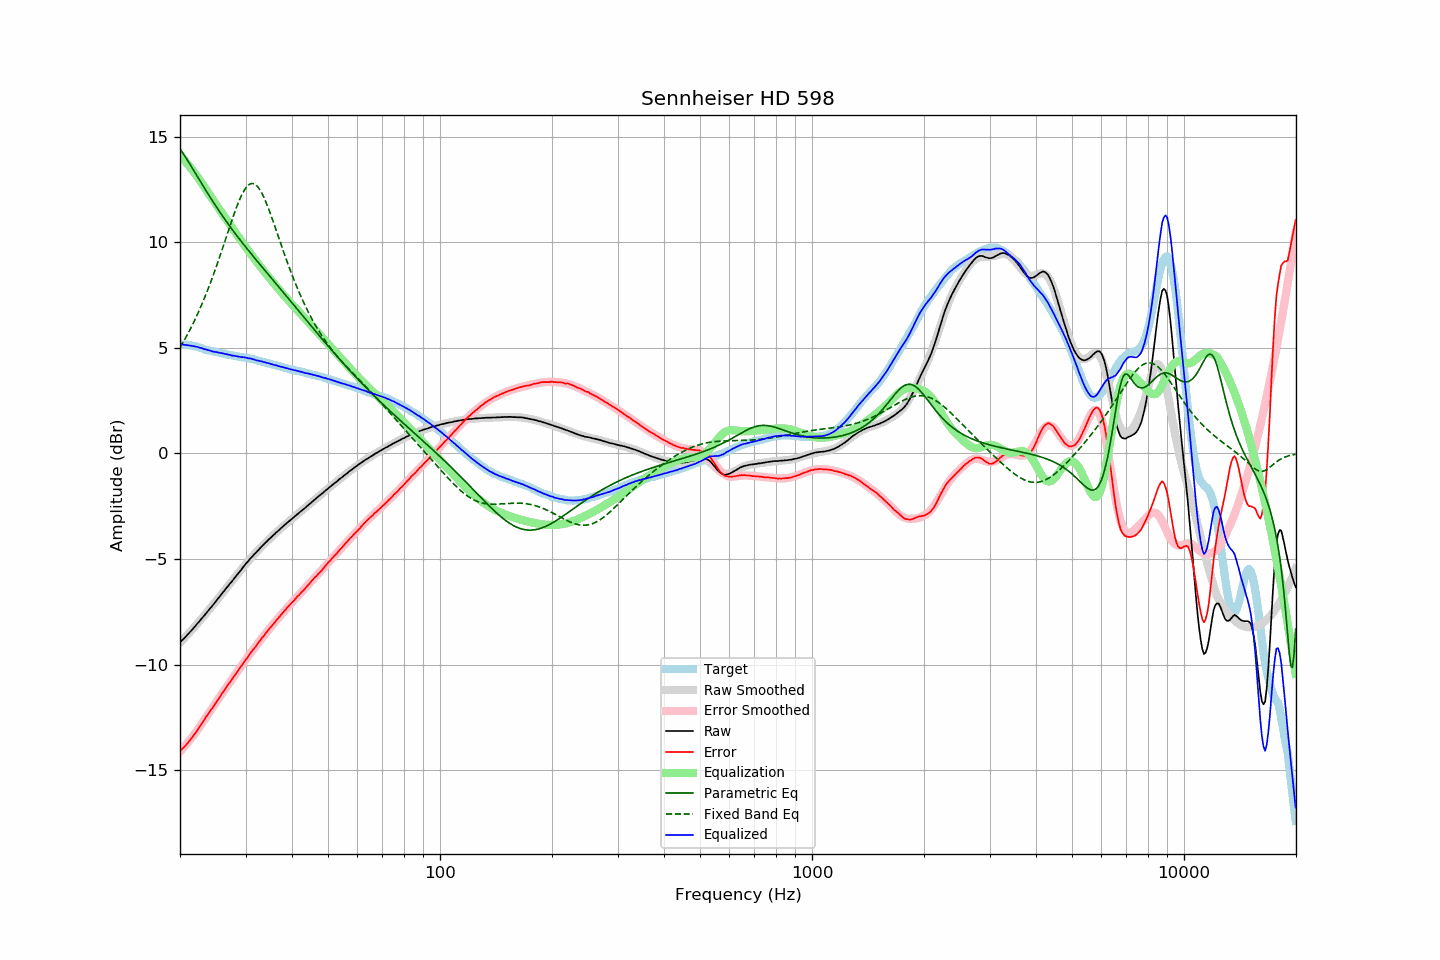 Sennheiser HD 598
15
10
5
0
−5
−10
−15
Amplitude (dBr)
Target
Raw Smoothed
Error Smoothed
Raw
Error
Equalization
Parametric Eq
Fixed Band Eq
Equalized
100
1000
10000
Frequency (Hz)